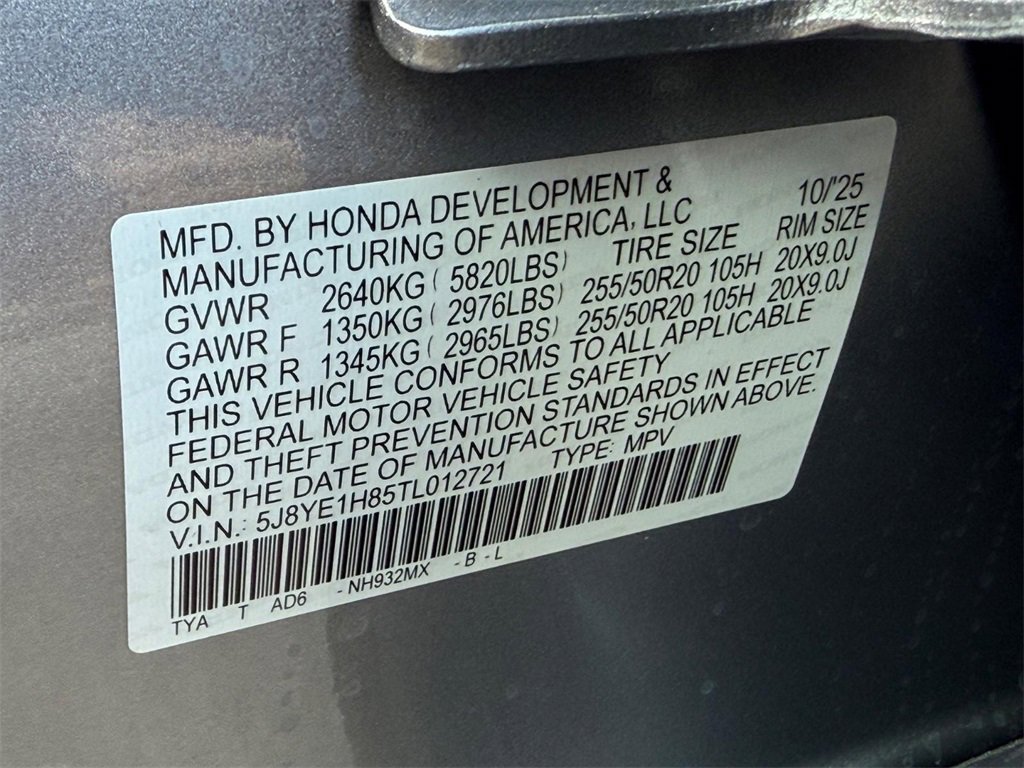 MFD. BY HONDA DEVELOPMENT &
MANUFACTURING OF AMERICA, LLC 10/'25
GVWR 2640KG ( 5820LBS) TIRE SIZE RIM SIZE
GAWR F 1350KG ( 2976LBS) 255/50R20 105H 20X9.0J
GAWR R 1345KG ( 2965LBS) 255/50R20 105H 20X9.0J
THIS VEHICLE CONFORMS TO ALL APPLICABLE
FEDERAL MOTOR VEHICLE SAFETY
AND THEFT PREVENTION STANDARDS IN EFFECT
ON THE DATE OF MANUFACTURE SHOWN ABOVE.
V.I.N.: 5J8YE1H85TL012721 TYPE: MPV
TYA T AD6 -NH932MX -B-L